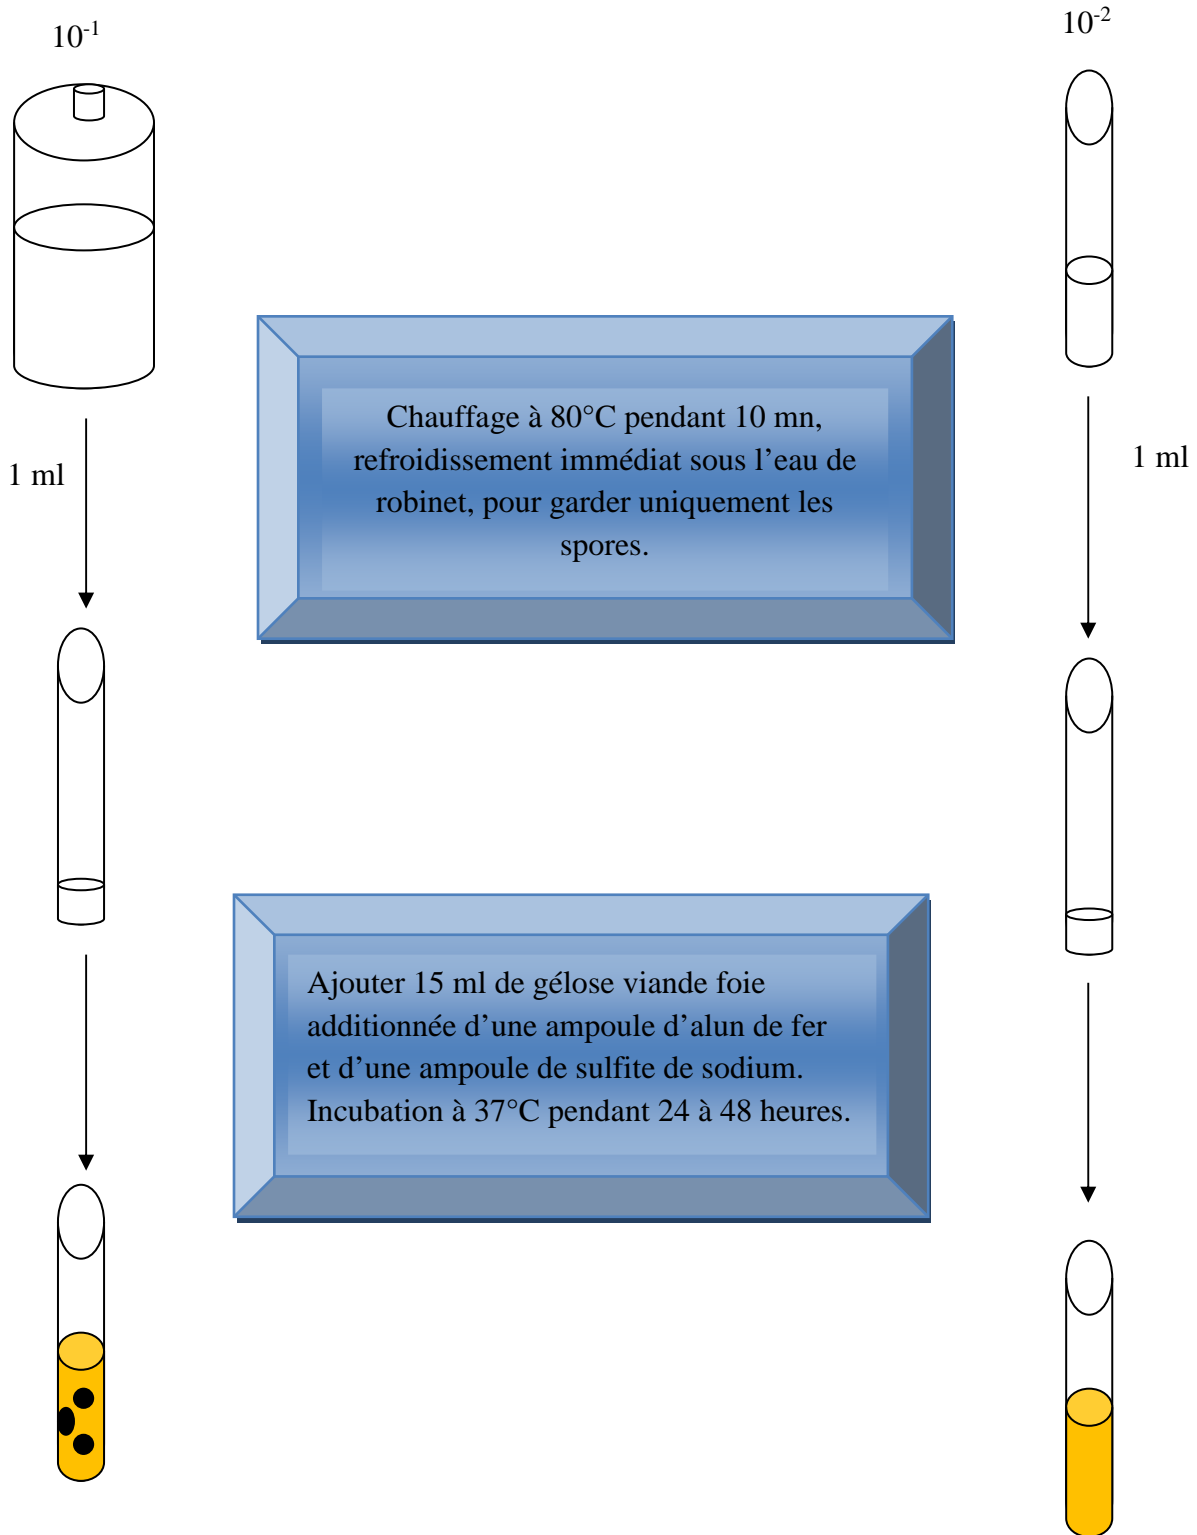 10-1
10-2
Chauffage à 80°C pendant 10 mn,
refroidissement immédiat sous l'eau de
robinet, pour garder uniquement les
spores.
1 ml
1 ml
Ajouter 15 ml de gélose viande foie
additionnée d'une ampoule d'alun de fer
et d'une ampoule de sulfite de sodium.
Incubation à 37°C pendant 24 à 48 heures.